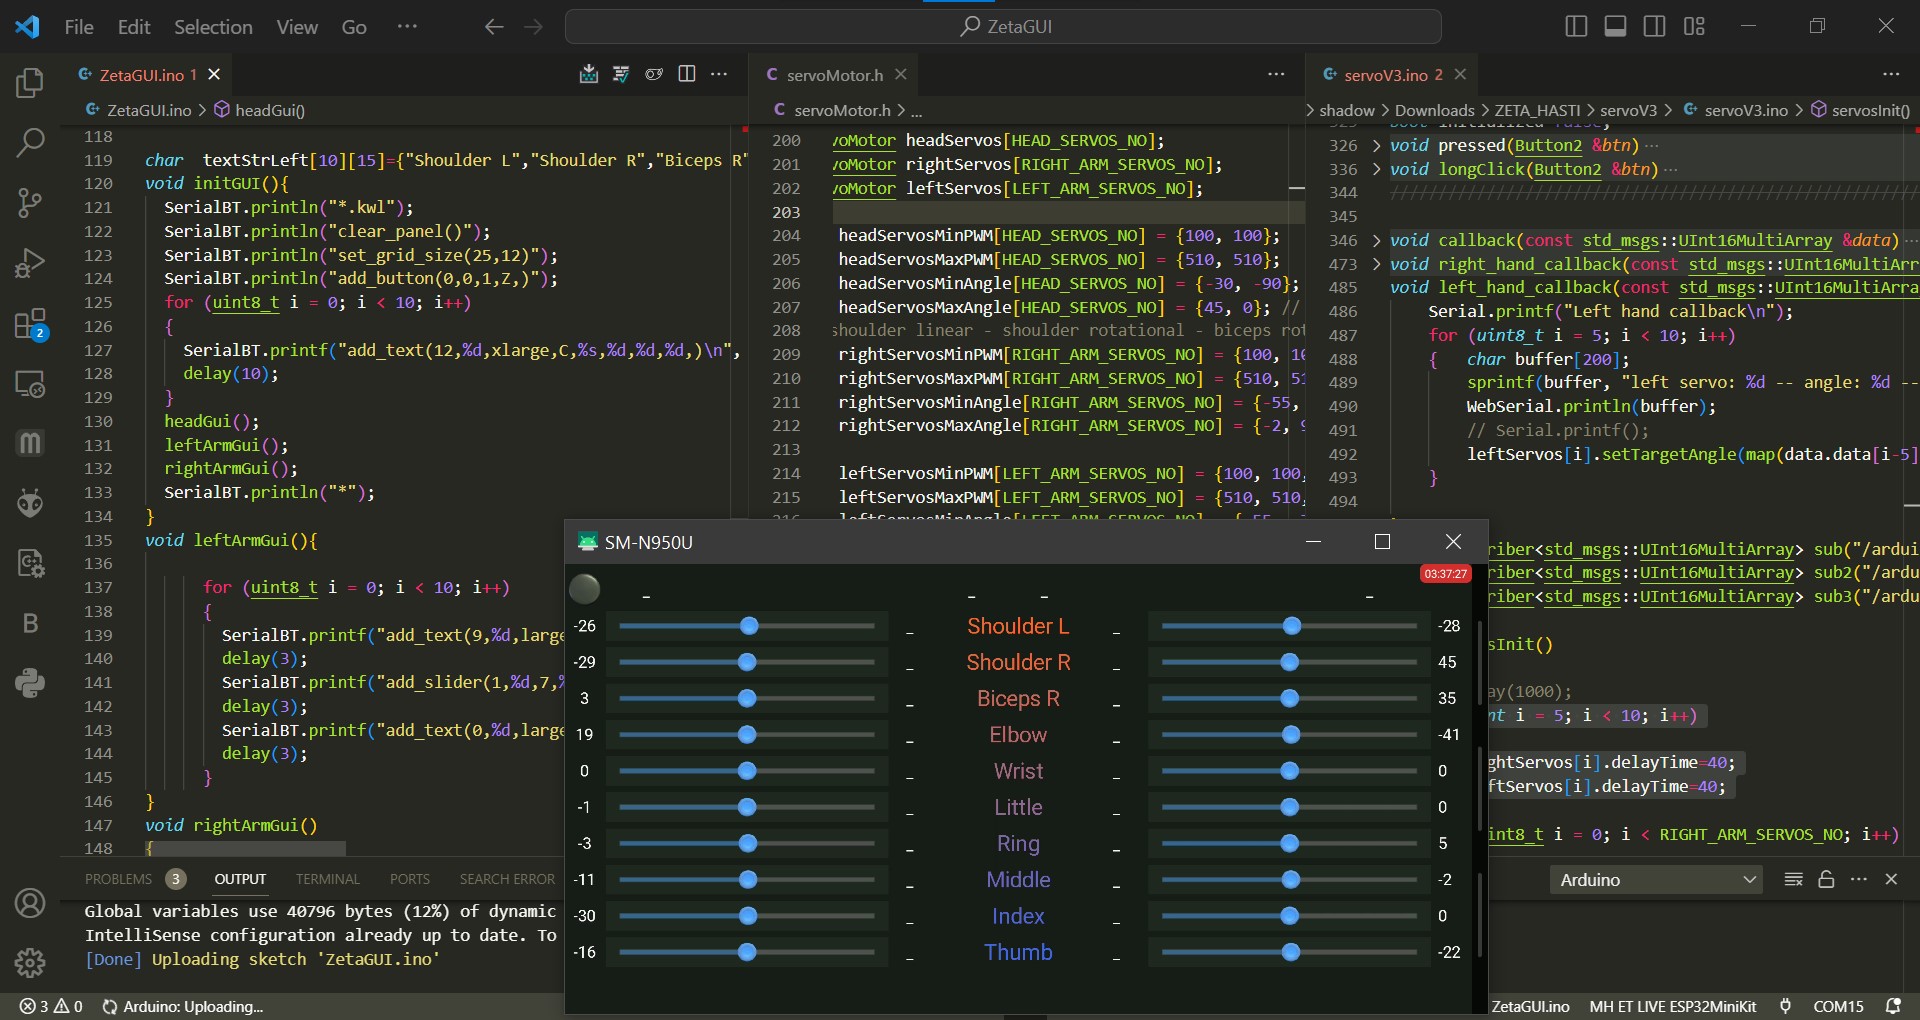 File Edit Selection View Go ··· ZetaGUI
ZetaGUI.ino 1
ZetaGUI.ino > headGui()
118
119 char textStrLeft[10][15]={"Shoulder L","Shoulder R","Biceps R"
120 void initGUI(){
121 SerialBT.println("*.kwl");
122 SerialBT.println("clear_panel()");
123 SerialBT.println("set_grid_size(25,12)");
124 SerialBT.println("add_button(0,0,1,Z,)");
125 for (uint8_t i = 0; i < 10; i++)
126 {
127 SerialBT.printf("add_text(12,%d,xlarge,C,%s,%d,%d,%d,)\n",
128 delay(10);
129 }
130 headGui();
131 leftArmGui();
132 rightArmGui();
133 SerialBT.println("*");
134 }
135 void leftArmGui(){
136
137 for (uint8_t i = 0; i < 10; i++)
138 {
139 SerialBT.printf("add_text(9,%d,large
140 delay(3);
141 SerialBT.printf("add_slider(1,%d,7,%
142 delay(3);
143 SerialBT.printf("add_text(0,%d,large
144 delay(3);
145 }
146 }
147 void rightArmGui()
148 {
servoMotor.h
servoMotor.h > ...
200 voMotor headServos[HEAD_SERVOS_NO];
201 voMotor rightServos[RIGHT_ARM_SERVOS_NO];
202 voMotor leftServos[LEFT_ARM_SERVOS_NO];
203
204 headServosMinPWM[HEAD_SERVOS_NO] = {100, 100};
205 headServosMaxPWM[HEAD_SERVOS_NO] = {510, 510};
206 headServosMinAngle[HEAD_SERVOS_NO] = {-30, -90};
207 headServosMaxAngle[HEAD_SERVOS_NO] = {45, 0}; //
208 shoulder linear - shoulder rotational - biceps rot
209 rightServosMinPWM[RIGHT_ARM_SERVOS_NO] = {100, 10
210 rightServosMaxPWM[RIGHT_ARM_SERVOS_NO] = {510, 51
211 rightServosMinAngle[RIGHT_ARM_SERVOS_NO] = {-55,
212 rightServosMaxAngle[RIGHT_ARM_SERVOS_NO] = {-2, 9
213
214 leftServosMinPWM[LEFT_ARM_SERVOS_NO] = {100, 100,
215 leftServosMaxPWM[LEFT_ARM_SERVOS_NO] = {510, 510,
servoV3.ino 2
> shadow > Downloads > ZETA_HASTI > servoV3 > servoV3.ino > servosInit()
326 void pressed(Button2 &btn) ···
336 void longClick(Button2 &btn) ···
344 ////////////////////////////////////////////
345
346 void callback(const std_msgs::UInt16MultiArray &data) ···
473 void right_hand_callback(const std_msgs::UInt16MultiArr
485 void left_hand_callback(const std_msgs::UInt16MultiArra
486 Serial.printf("Left hand callback\n");
487 for (uint8_t i = 5; i < 10; i++)
488 { char buffer[200];
489 sprintf(buffer, "left servo: %d -- angle: %d --
490 WebSerial.println(buffer);
491 // Serial.printf();
492 leftServos[i].setTargetAngle(map(data.data[i-5]
493 }
494
riber<std_msgs::UInt16MultiArray> sub("/ardui
riber<std_msgs::UInt16MultiArray> sub2("/ardu
riber<std_msgs::UInt16MultiArray> sub3("/ardu
sInit()
ay(1000);
nt i = 5; i < 10; i++)
ghtServos[i].delayTime=40;
ftServos[i].delayTime=40;
int8_t i = 0; i < RIGHT_ARM_SERVOS_NO; i++)
SM-N950U
03:37:27
- - - -
-26 - Shoulder L - -28
-29 - Shoulder R - 45
3 - Biceps R - 35
19 - Elbow - -41
0 - Wrist - 0
-1 - Little - 0
-3 - Ring - 5
-11 - Middle - -2
-30 - Index - 0
-16 - Thumb - -22
2
PROBLEMS 3 OUTPUT TERMINAL PORTS SEARCH ERROR
Arduino
Global variables use 40796 bytes (12%) of dynamic
IntelliSense configuration already up to date. To
[Done] Uploading sketch 'ZetaGUI.ino'
3 0 Arduino: Uploading...
ZetaGUI.ino MH ET LIVE ESP32MiniKit COM15